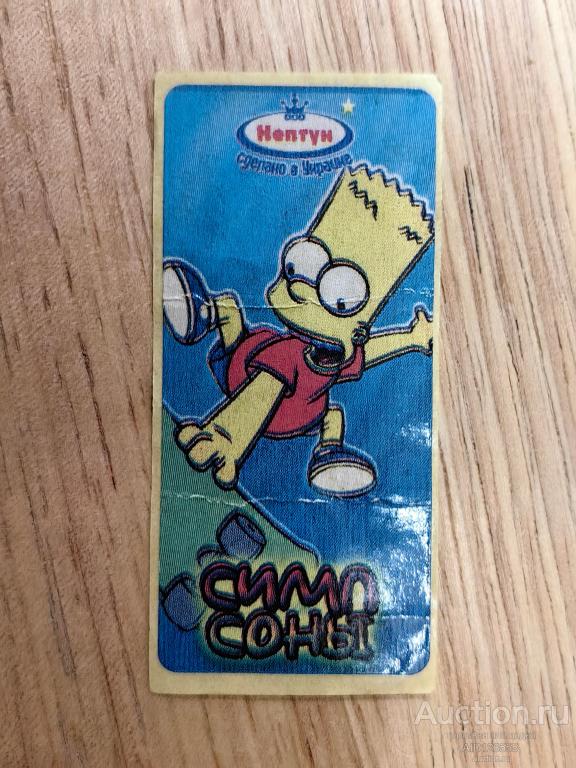 Нептун
сделано в Украине
СИМП
СОНЫ
Auction.ru